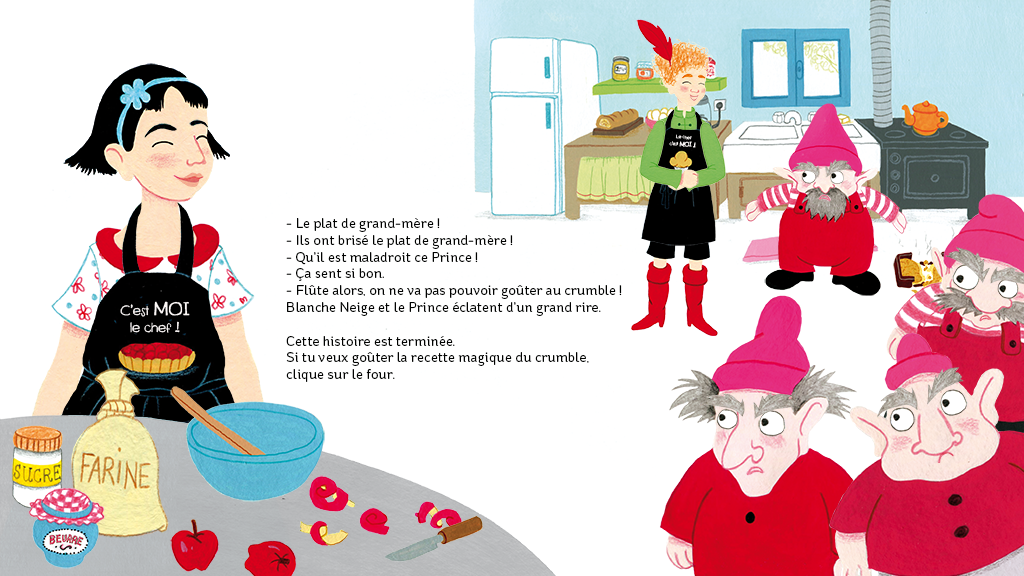 C'est MOI
le chef !
Le chef
c'est MOI !
- Le plat de grand-mère !
- Ils ont brisé le plat de grand-mère !
- Qu'il est maladroit ce Prince !
- Ça sent si bon.
- Flûte alors, on ne va pas pouvoir goûter au crumble !
Blanche Neige et le Prince éclatent d'un grand rire.
Cette histoire est terminée.
Si tu veux goûter la recette magique du crumble,
clique sur le four.
SUCRE
FARINE
BEURRE